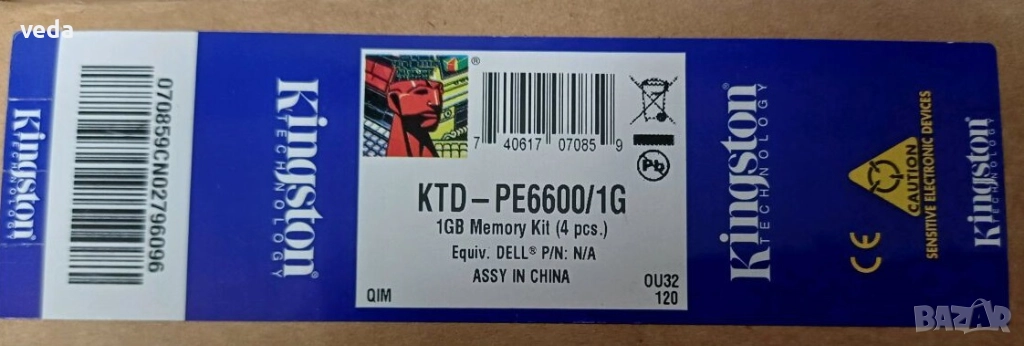 veda
Kingston
TECHNOLOGY
070859CN02796096
Kingston
TECHNOLOGY
®
7 40617 07085 9
Pb
KTD-PE6600/1G
1GB Memory Kit (4 pcs.)
Equiv. DELL® P/N: N/A
ASSY IN CHINA
QIM
OU32
120
Kingston
TECHNOLOGY
CE
CAUTION
SENSITIVE ELECTRONIC DEVICES
Kingston
TECHNOLOGY
BAZAR